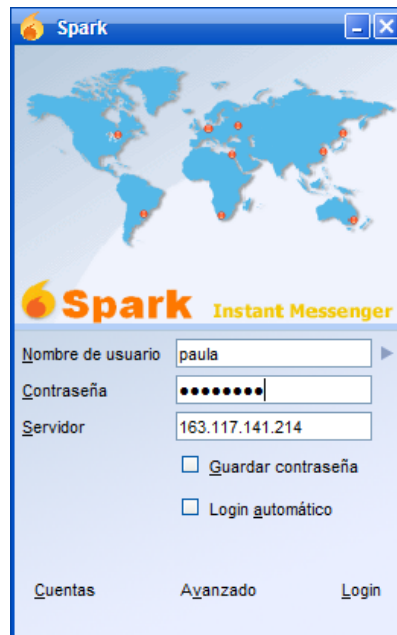 Spark
Spark Instant Messenger
Nombre de usuario paula
Contraseña ●●●●●●●●
Servidor 163.117.141.214
Guardar contraseña
Login automático
Cuentas Avanzado Login